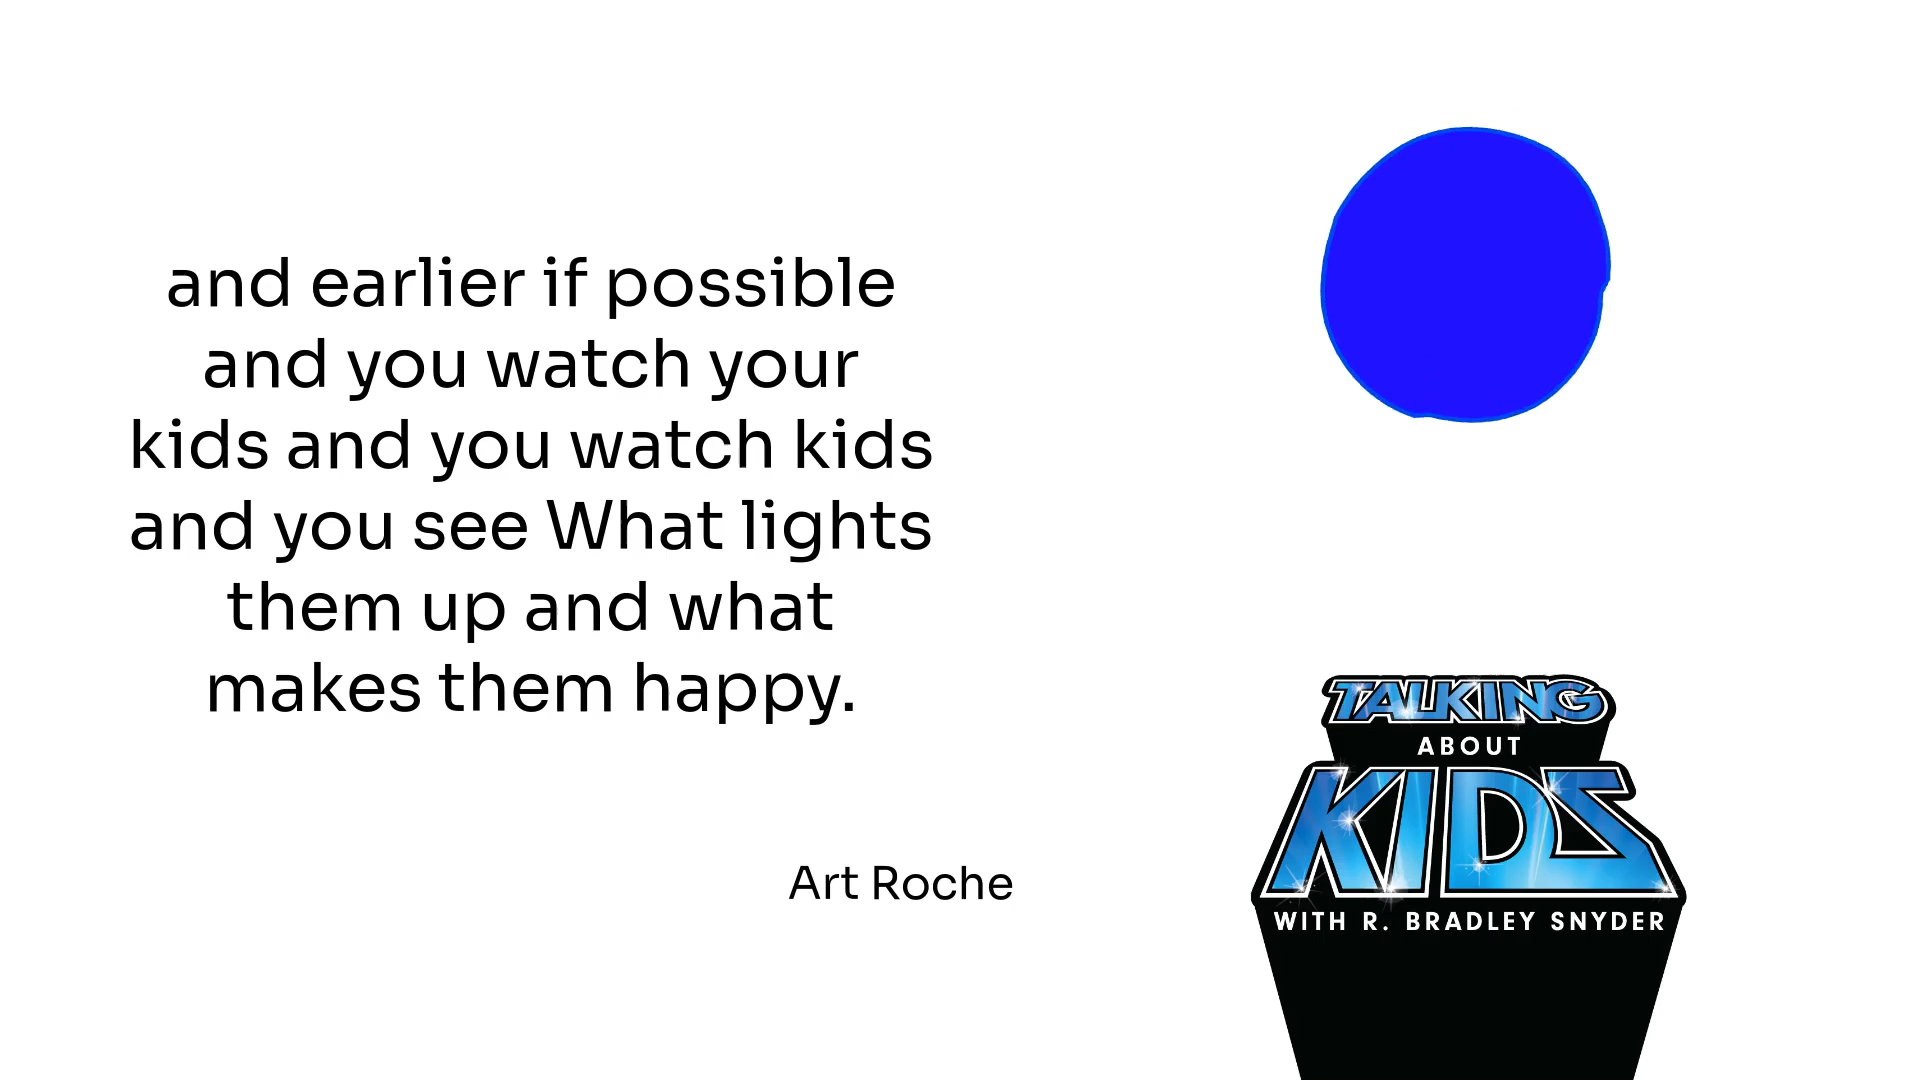 and earlier if possible
and you watch your
kids and you watch kids
and you see What lights
them up and what
makes them happy.
Art Roche
TALKING
ABOUT
KIDS
WITH R. BRADLEY SNYDER